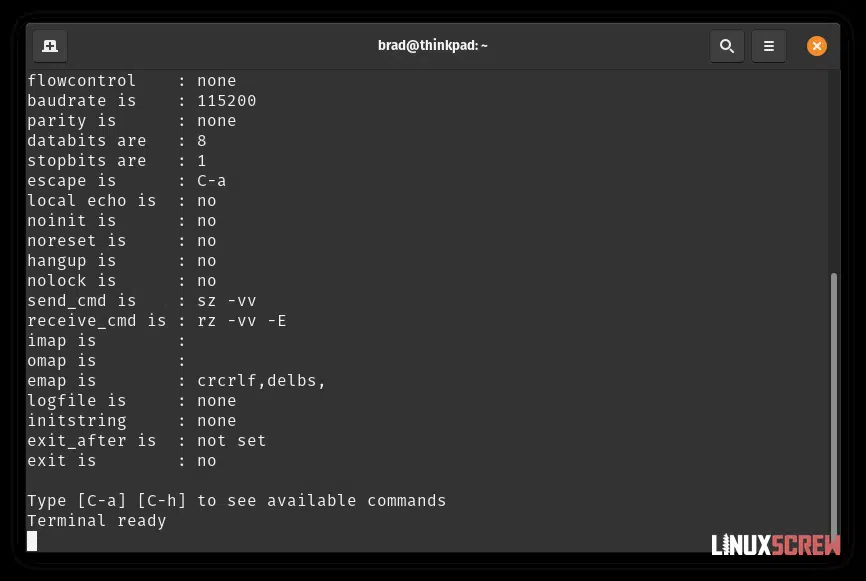 brad@thinkpad: ~
flowcontrol    : none
baudrate is    : 115200
parity is      : none
databits are   : 8
stopbits are   : 1
escape is      : C-a
local echo is  : no
noinit is      : no
noreset is     : no
hangup is      : no
nolock is      : no
send_cmd is    : sz -vv
receive_cmd is : rz -vv -E
imap is        :
omap is        :
emap is        : crcrlf,delbs,
logfile is     : none
initstring     : none
exit_after is  : not set
exit is        : no
Type [C-a] [C-h] to see available commands
Terminal ready
LINUXSCREW